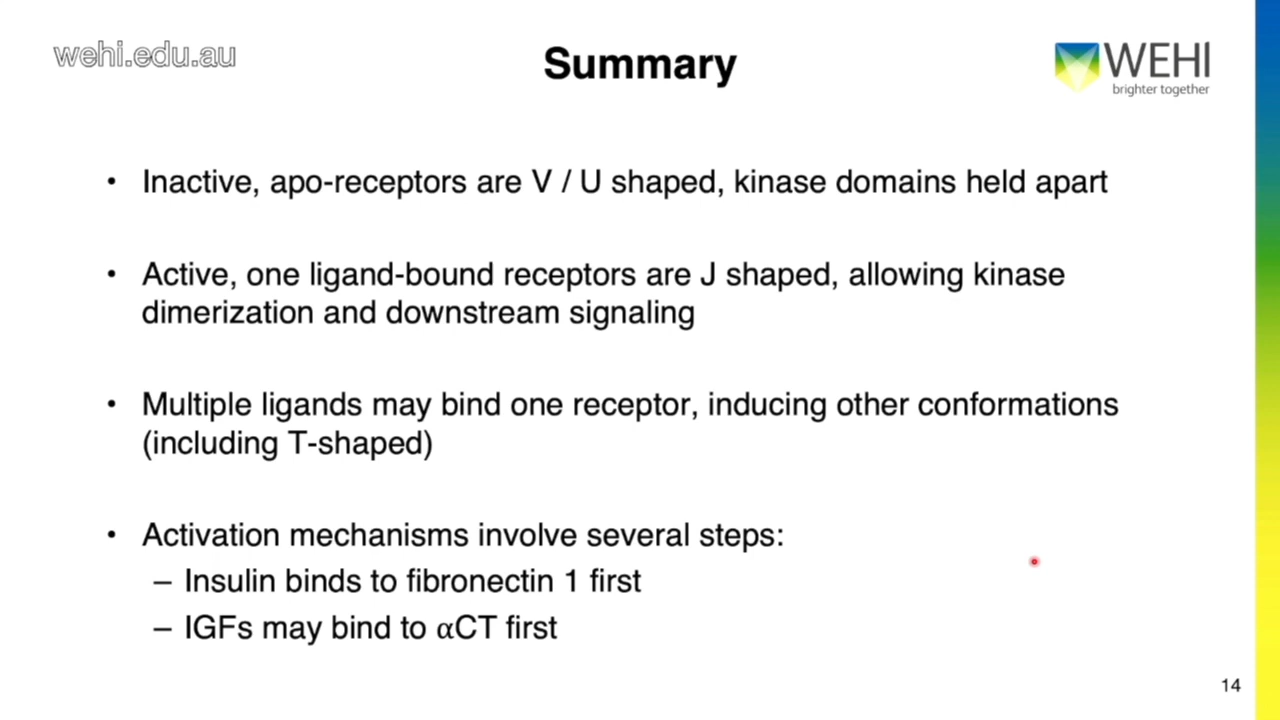 wehi.edu.au
Summary
WEHI
brighter together
• Inactive, apo-receptors are V / U shaped, kinase domains held apart
• Active, one ligand-bound receptors are J shaped, allowing kinase
dimerization and downstream signaling
• Multiple ligands may bind one receptor, inducing other conformations
(including T-shaped)
• Activation mechanisms involve several steps:
– Insulin binds to fibronectin 1 first
– IGFs may bind to αCT first
14